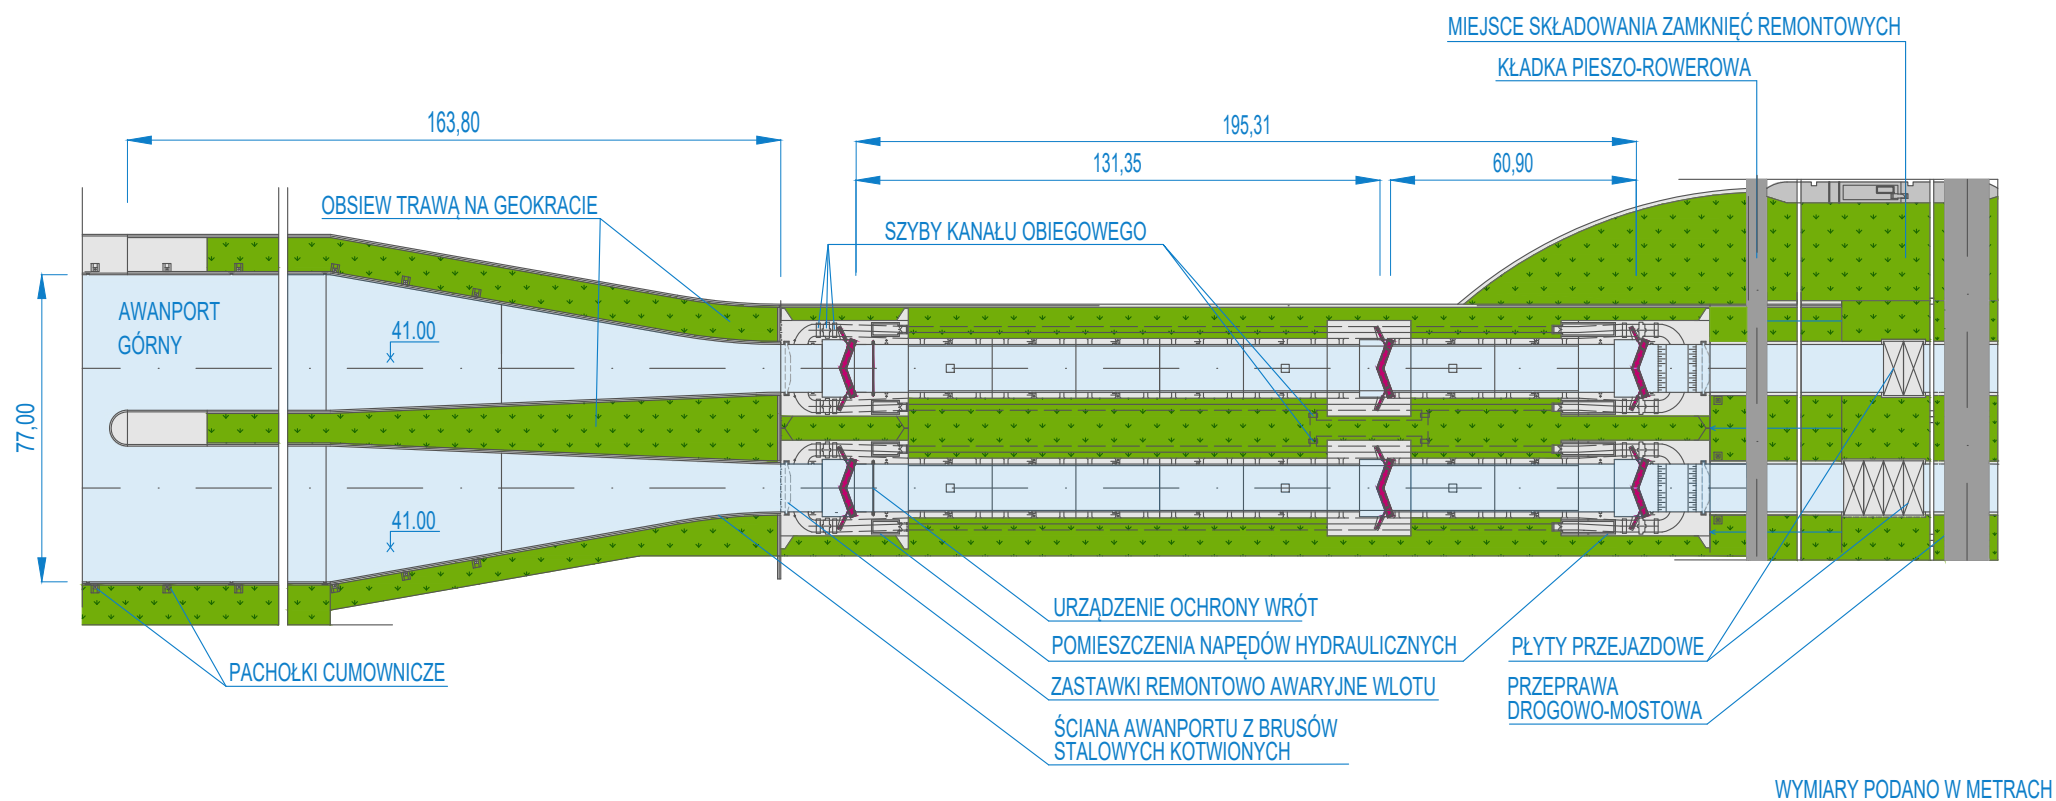 MIEJSCE SKŁADOWANIA ZAMKNIĘĆ REMONTOWYCH
KŁADKA PIESZO-ROWEROWA
163,80
195,31
131,35
60,90
OBSIEW TRAWĄ NA GEOKRACIE
SZYBY KANAŁU OBIEGOWEGO
AWANPORT
GÓRNY
41.00
77,00
41.00
URZĄDZENIE OCHRONY WRÓT
POMIESZCZENIA NAPĘDÓW HYDRAULICZNYCH
PŁYTY PRZEJAZDOWE
PACHOŁKI CUMOWNICZE
ZASTAWKI REMONTOWO AWARYJNE WLOTU
PRZEPRAWA
DROGOWO-MOSTOWA
ŚCIANA AWANPORTU Z BRUSÓW
STALOWYCH KOTWIONYCH
WYMIARY PODANO W METRACH